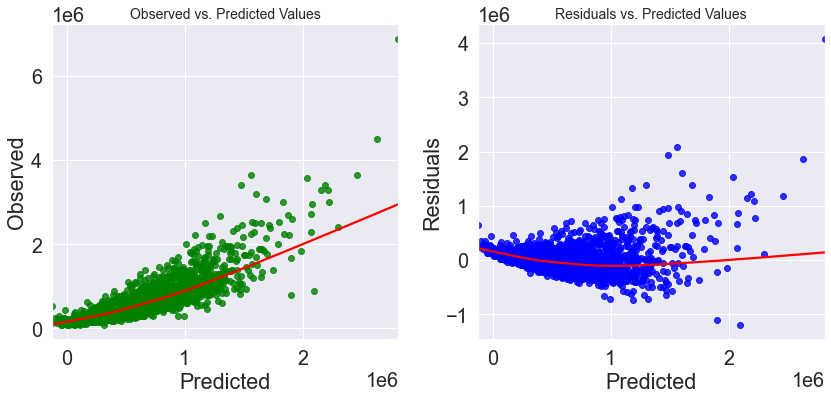 Observed vs. Predicted Values
1e6
6
4
2
0
Observed
0
1
2
Predicted
1e6
Residuals vs. Predicted Values
1e6
4
3
2
1
0
−1
Residuals
0
1
2
Predicted
1e6